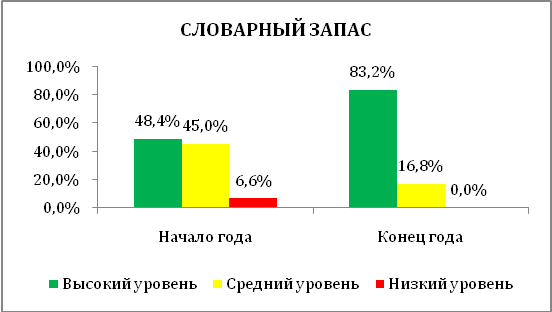 СЛОВАРНЫЙ ЗАПАС
100,0%
80,0%
60,0%
40,0%
20,0%
0,0%
48,4%
45,0%
6,6%
83,2%
16,8%
0,0%
Начало года
Конец года
Высокий уровень
Средний уровень
Низкий уровень